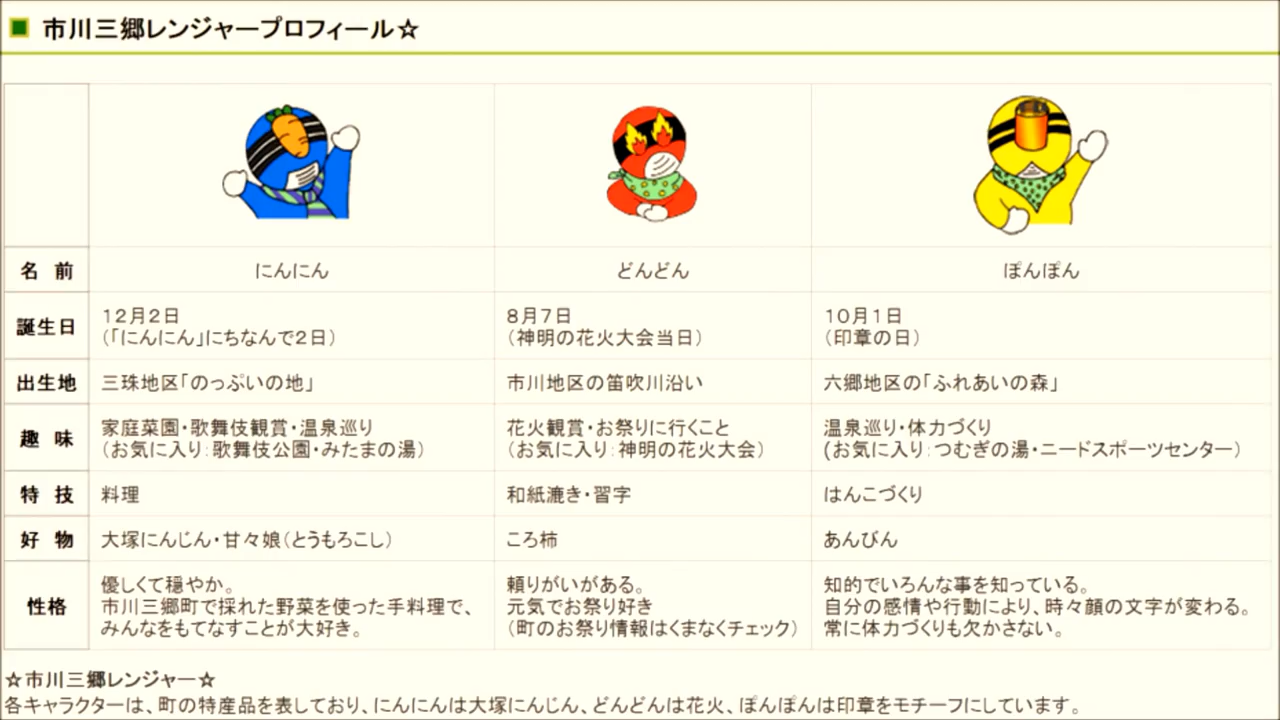 市川三郷レンジャープロフィール☆
名 前 にんにん どんどん ぽんぽん
誕生日 12月2日 8月7日 10月1日
(「にんにん」にちなんで2日) (神明の花火大会当日) (印章の日)
出生地 三珠地区「のっぷいの地」 市川地区の笛吹川沿い 六郷地区の「ふれあいの森」
趣 味 家庭菜園・歌舞伎観賞・温泉巡り 花火観賞・お祭りに行くこと 温泉巡り・体力づくり
(お気に入り:歌舞伎公園・みたまの湯) (お気に入り:神明の花火大会) (お気に入り:つむぎの湯・ニードスポーツセンター)
特 技 料理 和紙漉き・習字 はんこづくり
好 物 大塚にんじん・甘々娘(とうもろこし) ころ柿 あんびん
性格 優しくて穏やか。 頼りがいがある。 知的でいろんな事を知っている。
市川三郷町で採れた野菜を使った手料理で、 元気でお祭り好き 自分の感情や行動により、時々顔の文字が変わる。
みんなをもてなすことが大好き。 (町のお祭り情報はくまなくチェック) 常に体力づくりも欠かさない。
☆市川三郷レンジャー☆
各キャラクターは、町の特産品を表しており、にんにんは大塚にんじん、どんどんは花火、ぽんぽんは印章をモチーフにしています。